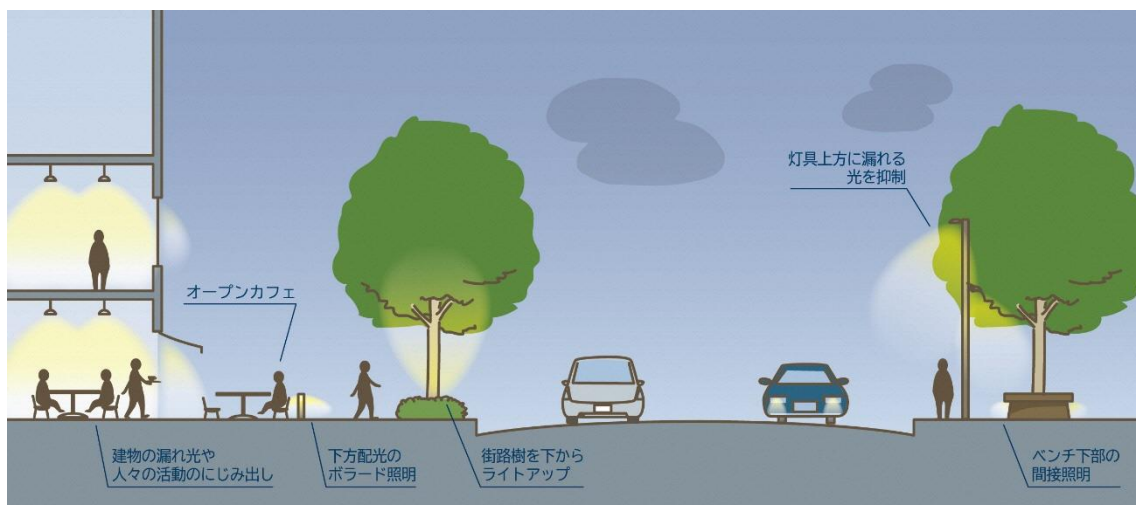 灯具上方に漏れる
光を抑制
オープンカフェ
建物の漏れ光や
人々の活動のにじみ出し
下方配光の
ボラード照明
街路樹を下から
ライトアップ
ベンチ下部の
間接照明